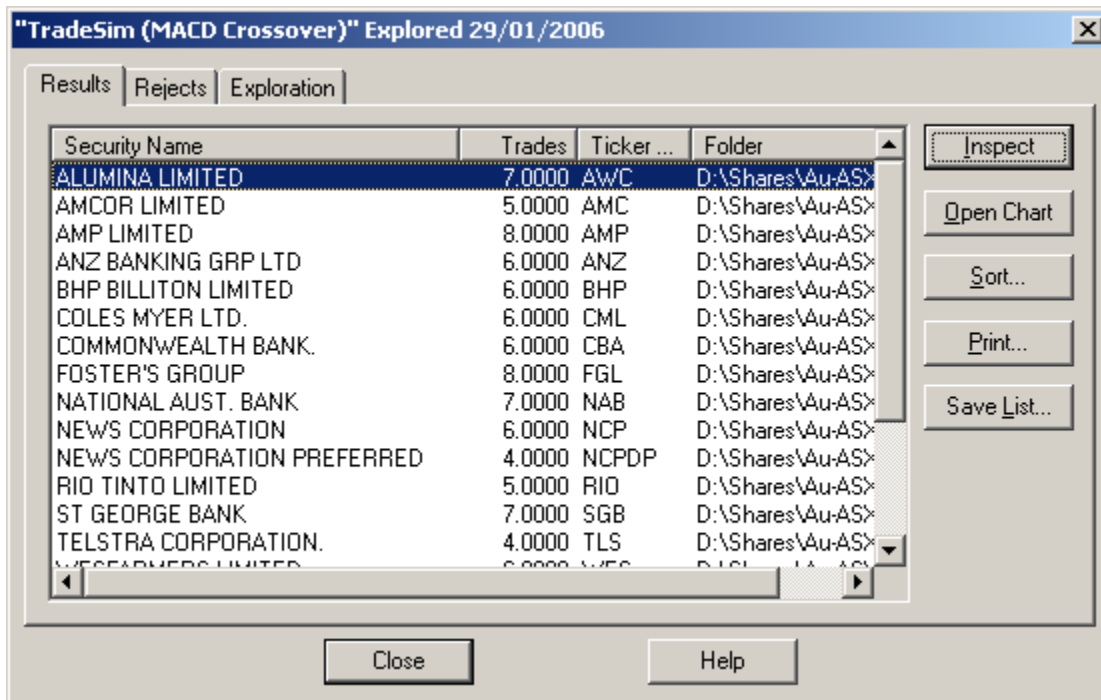 "TradeSim (MACD Crossover)" Explored 29/01/2006
Results Rejects Exploration
Security Name Trades Ticker ... Folder
ALUMINA LIMITED 7.0000 AWC D:\Shares\Au-ASX
AMCOR LIMITED 5.0000 AMC D:\Shares\Au-ASX
AMP LIMITED 8.0000 AMP D:\Shares\Au-ASX
ANZ BANKING GRP LTD 6.0000 ANZ D:\Shares\Au-ASX
BHP BILLITON LIMITED 6.0000 BHP D:\Shares\Au-ASX
COLES MYER LTD. 6.0000 CML D:\Shares\Au-ASX
COMMONWEALTH BANK. 6.0000 CBA D:\Shares\Au-ASX
FOSTER'S GROUP 8.0000 FGL D:\Shares\Au-ASX
NATIONAL AUST. BANK 7.0000 NAB D:\Shares\Au-ASX
NEWS CORPORATION 6.0000 NCP D:\Shares\Au-ASX
NEWS CORPORATION PREFERRED 4.0000 NCPDP D:\Shares\Au-ASX
RIO TINTO LIMITED 5.0000 RIO D:\Shares\Au-ASX
ST GEORGE BANK 7.0000 SGB D:\Shares\Au-ASX
TELSTRA CORPORATION. 4.0000 TLS D:\Shares\Au-ASX
WESFARMERS LIMITED
Inspect
Open Chart
Sort...
Print...
Save List...
Close Help